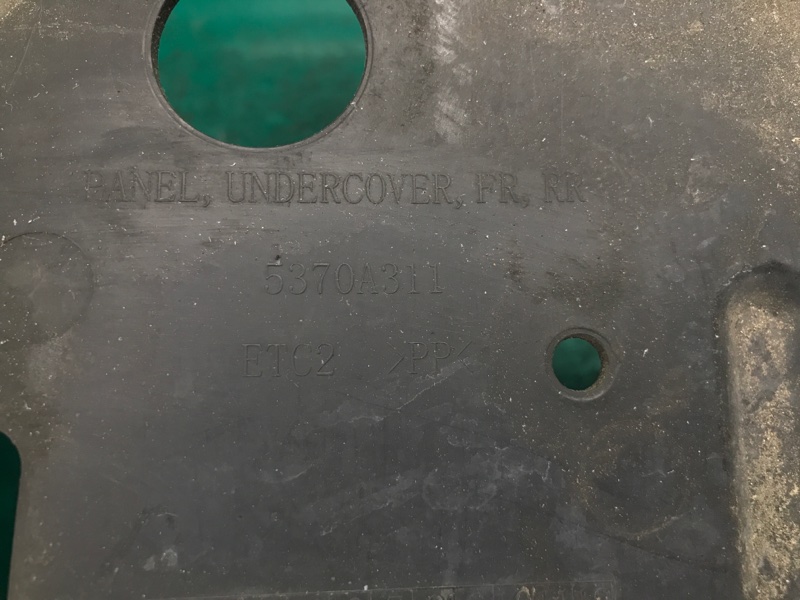 PANEL, UNDERCOVER, FR, RR
5370A311
ETC2 >PP<